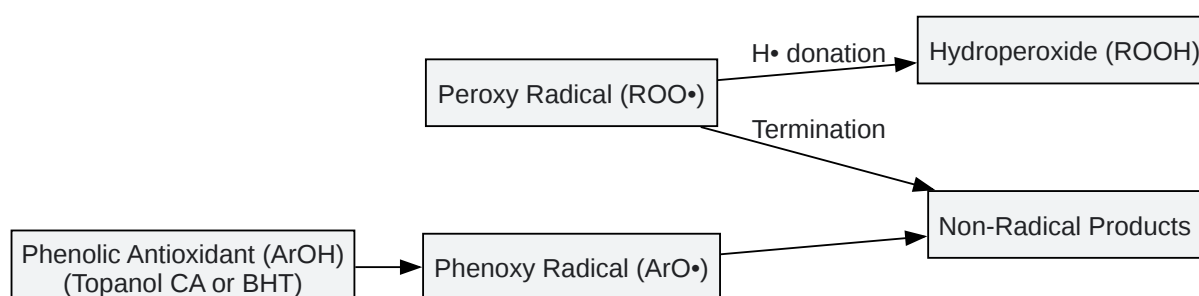 H• donation
Hydroperoxide (ROOH)
Peroxy Radical (ROO•)
Termination
Non-Radical Products
Phenolic Antioxidant (ArOH)
(Topanol CA or BHT)
Phenoxy Radical (ArO•)